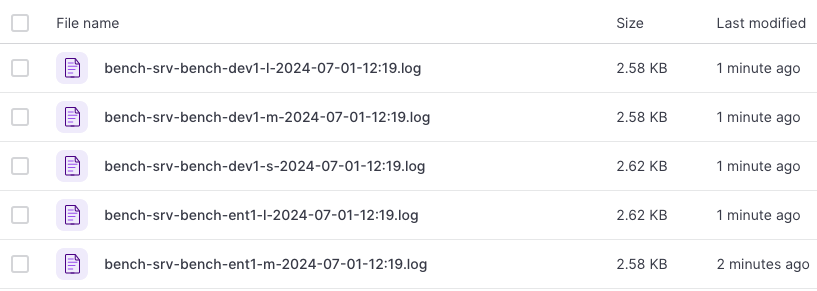 File name Size Last modified
bench-srv-bench-dev1-l-2024-07-01-12:19.log 2.58 KB 1 minute ago
bench-srv-bench-dev1-m-2024-07-01-12:19.log 2.58 KB 1 minute ago
bench-srv-bench-dev1-s-2024-07-01-12:19.log 2.62 KB 1 minute ago
bench-srv-bench-ent1-l-2024-07-01-12:19.log 2.62 KB 1 minute ago
bench-srv-bench-ent1-m-2024-07-01-12:19.log 2.58 KB 2 minutes ago